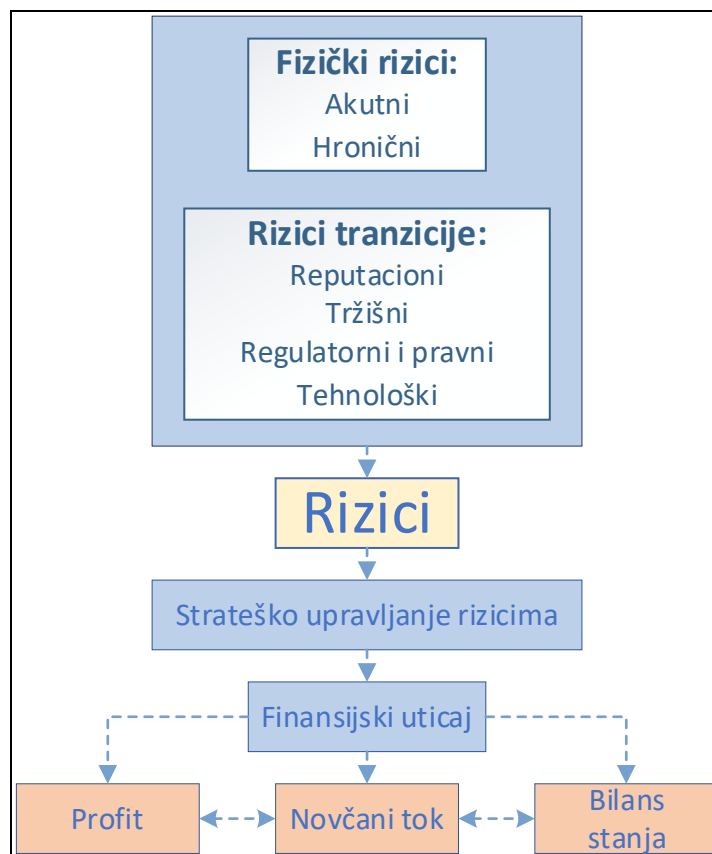 Fizički rizici:
Akutni
Hronični
Rizici tranzicije:
Reputacioni
Tržišni
Regulatorni i pravni
Tehnološki
Rizici
Strateško upravljanje rizicima
Finansijski uticaj
Profit
Novčani tok
Bilans
stanja